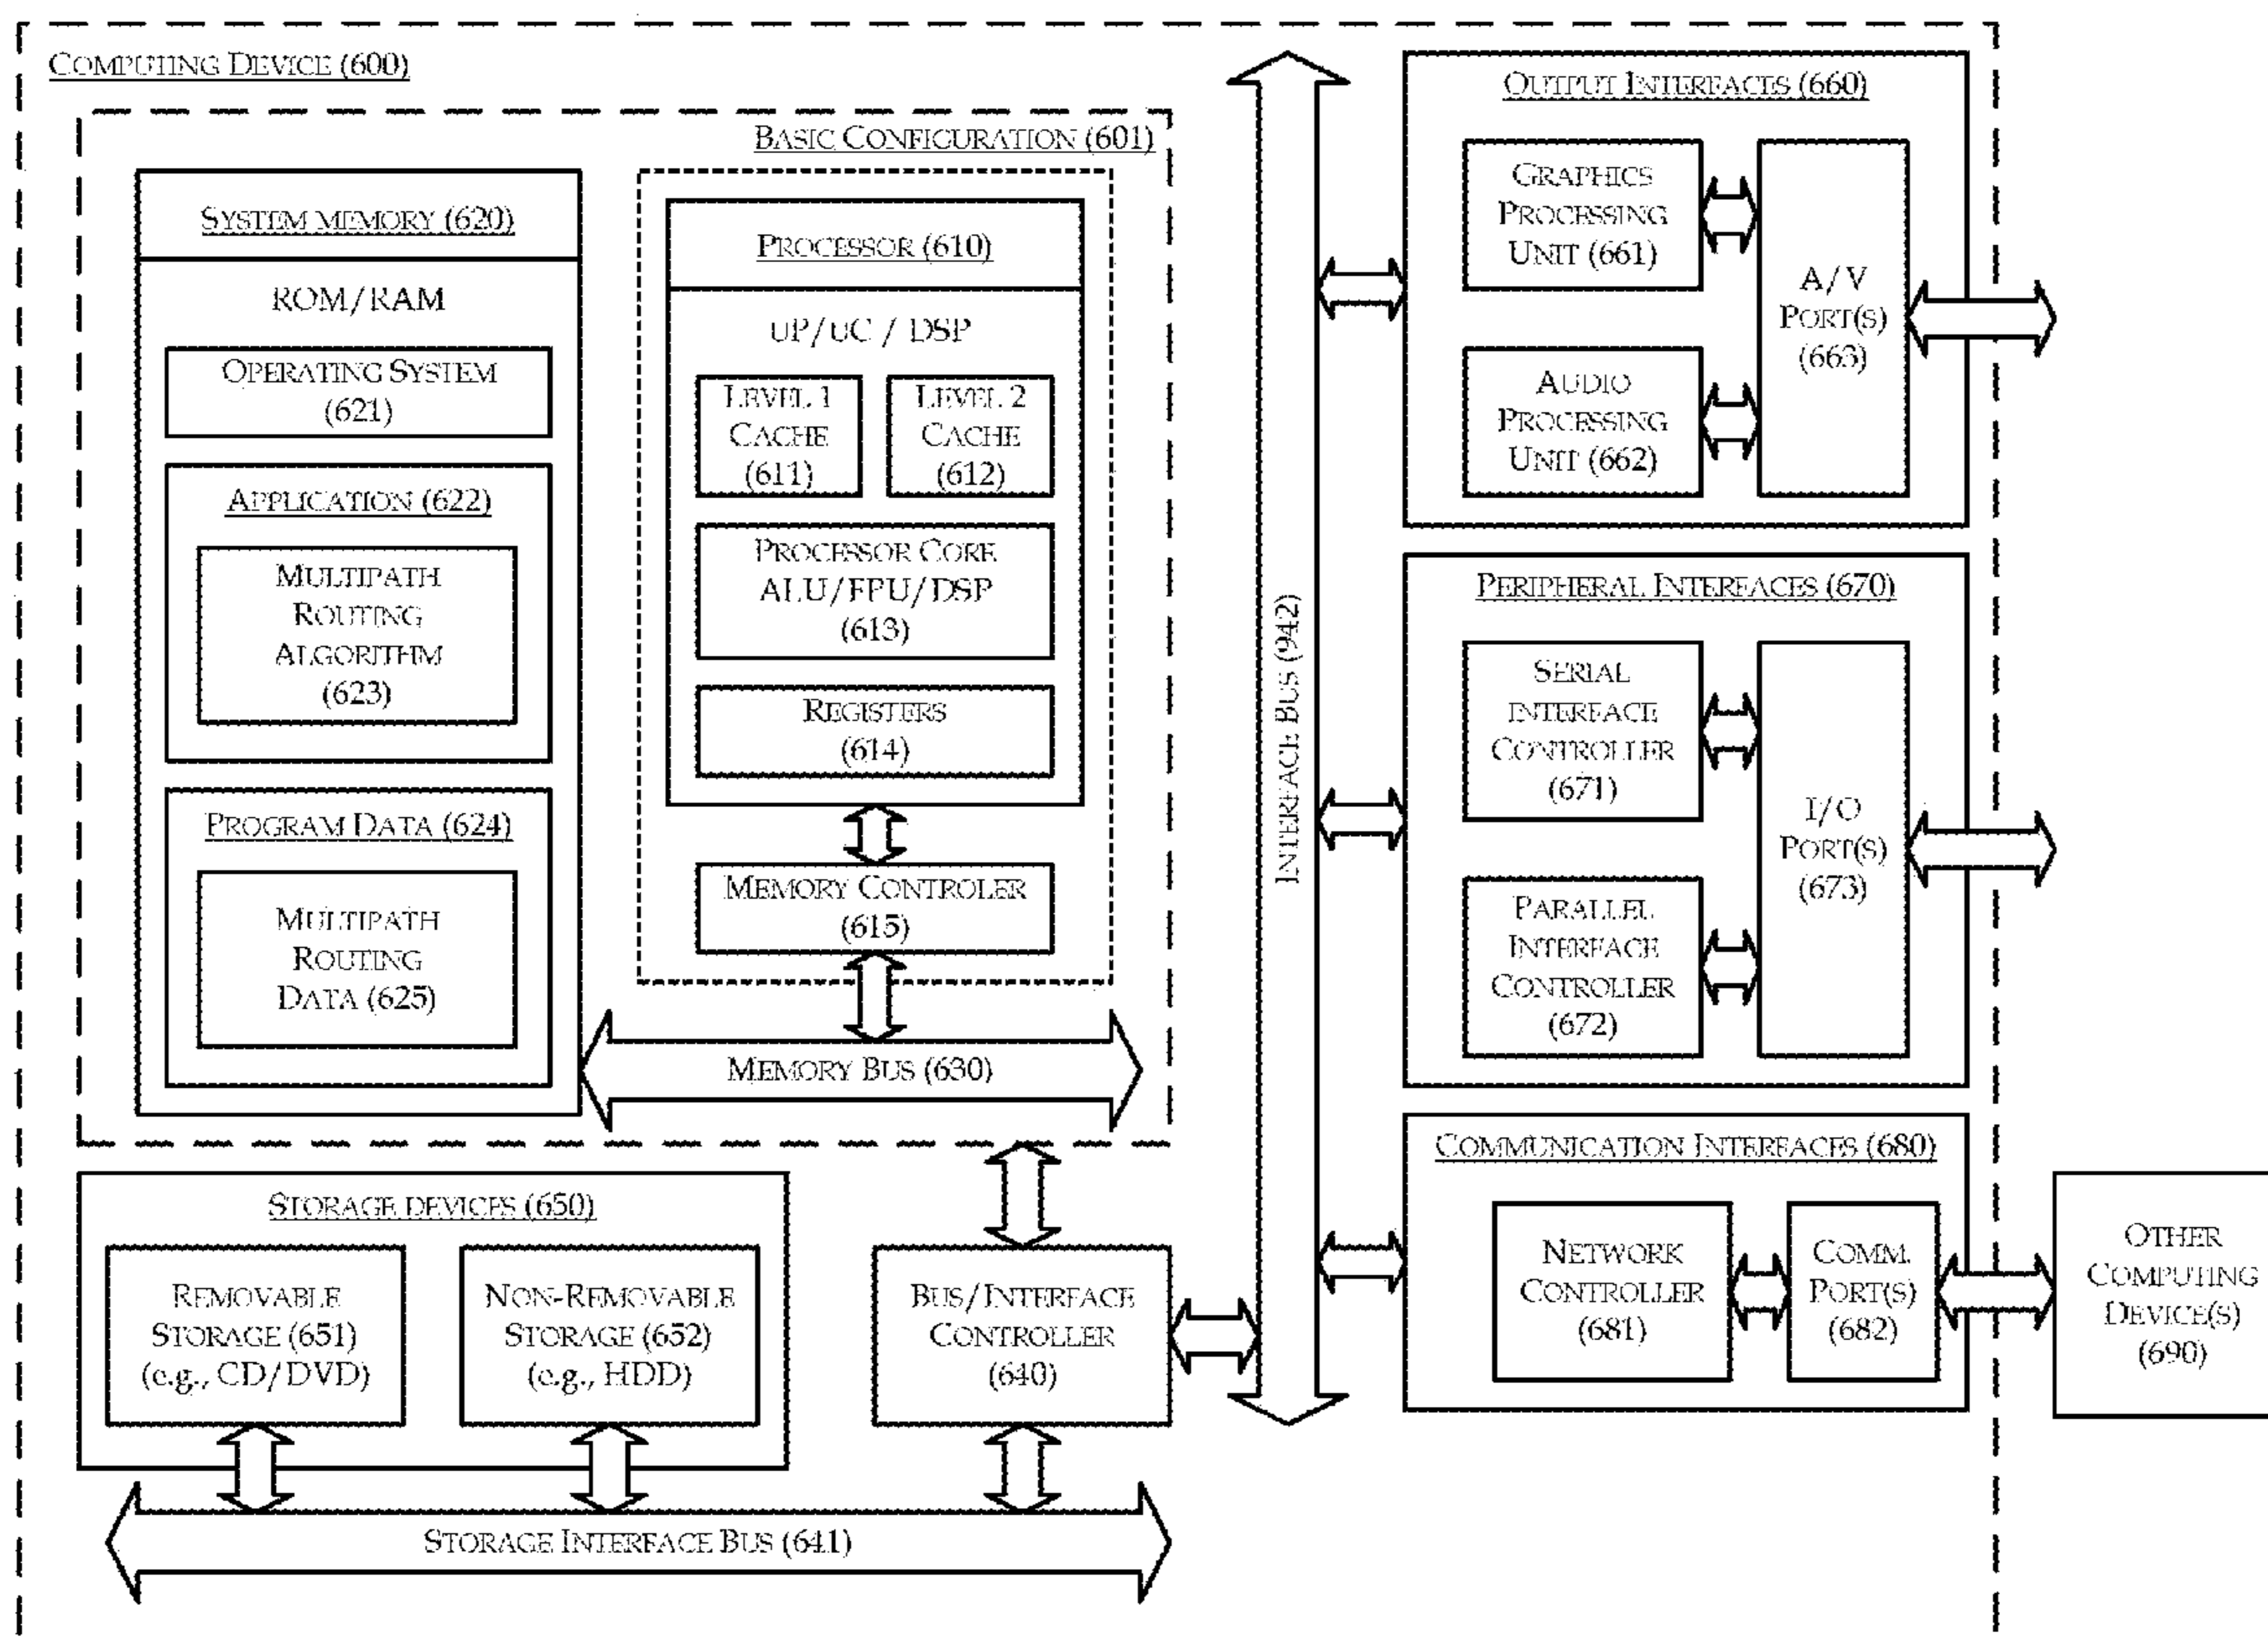 COMPUTING DEVICE (600)
BASIC CONFIGURATION (601)
SYSTEM MEMORY (620)
ROM/RAM
OPERATING SYSTEM
(621)
APPLICATION (622)
MULTIPATH
ROUTING
ALGORITHM
(623)
PROGRAM DATA (624)
MULTIPATH
ROUTING
DATA (625)
PROCESSOR (610)
UP/UC / DSP
LEVEL 1
CACHE
(611)
LEVEL 2
CACHE
(612)
PROCESSOR CORE
ALU/FPU/DSP
(613)
REGISTERS
(614)
MEMORY CONTROLER
(615)
MEMORY BUS (630)
STORAGE DEVICES (650)
REMOVABLE
STORAGE (651)
(e.g., CD/DVD)
NON-REMOVABLE
STORAGE (652)
(e.g., HDD)
BUS/INTERFACE
CONTROLLER
(640)
STORAGE INTERFACE BUS (641)
INTERFACE BUS (942)
OUTPUT INTERFACES (660)
GRAPHICS
PROCESSING
UNIT (661)
AUDIO
PROCESSING
UNIT (662)
A/V
PORT(S)
(663)
PERIPHERAL INTERFACES (670)
SERIAL
INTERFACE
CONTROLLER
(671)
PARALLEL
INTERFACE
CONTROLLER
(672)
I/O
PORT(S)
(673)
COMMUNICATION INTERFACES (680)
NETWORK
CONTROLLER
(681)
COMM.
PORT(S)
(682)
OTHER
COMPUTING
DEVICE(S)
(690)